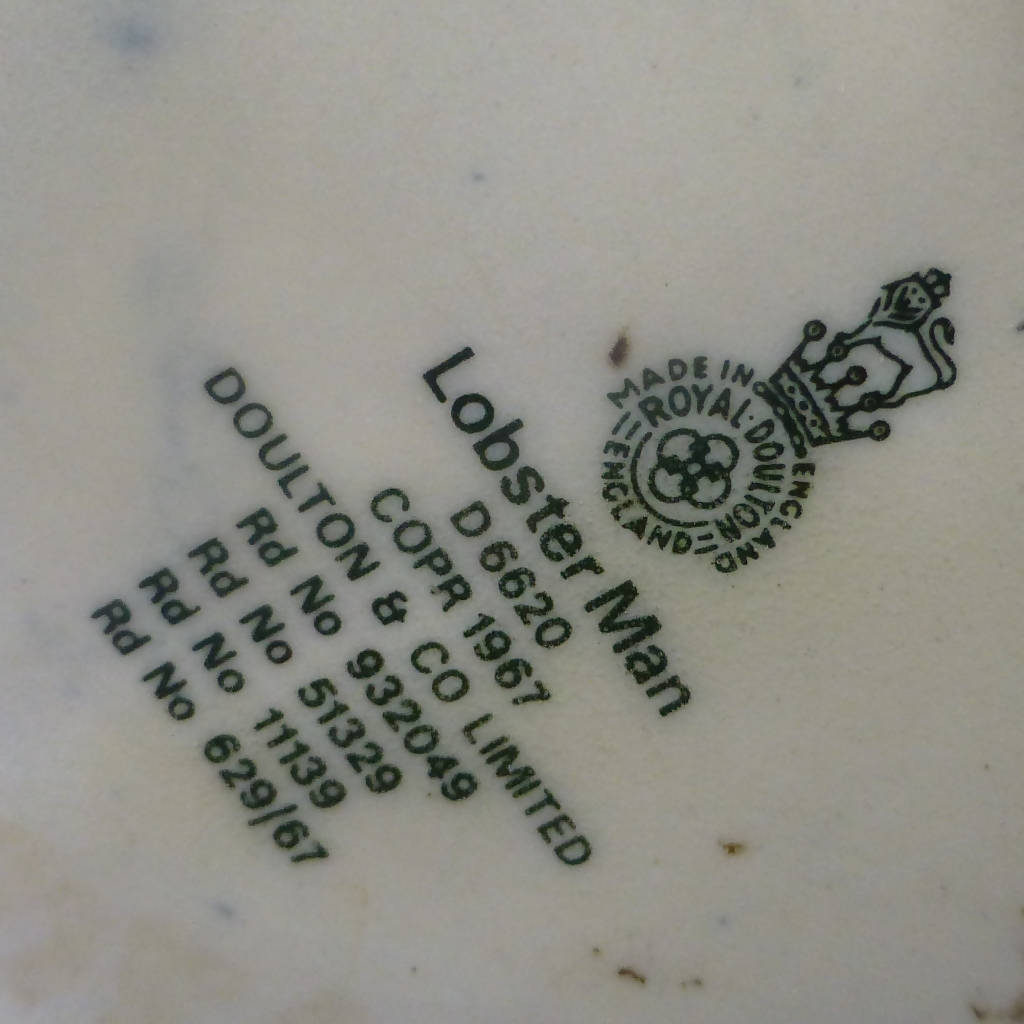 MADE IN ENGLAND
ROYAL·DOULTON
ENGLAND
Lobster Man
D 6620
COPR 1967
DOULTON & CO LIMITED
Rd No 932049
Rd No 51329
Rd No 11139
Rd No 629/67